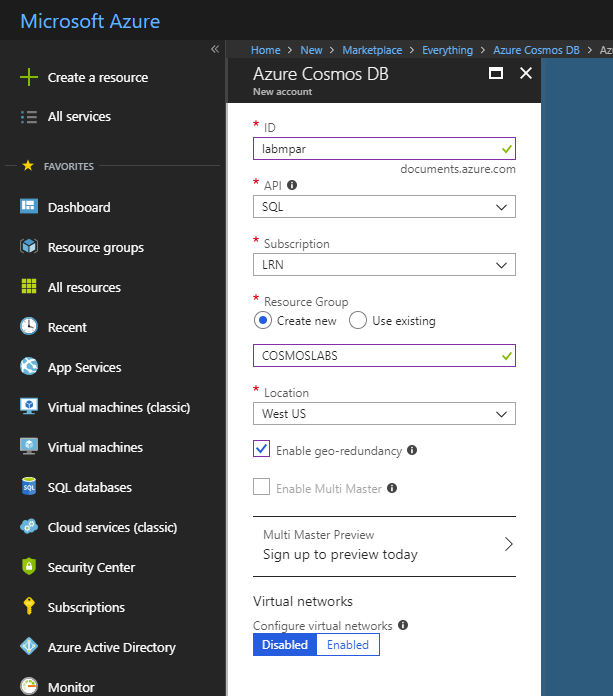 Microsoft Azure
«
Home > New > Marketplace > Everything > Azure Cosmos DB > Az
Create a resource
All services
FAVORITES
Dashboard
Resource groups
All resources
Recent
App Services
Virtual machines (classic)
Virtual machines
SQL
SQL databases
Cloud services (classic)
Security Center
Subscriptions
Azure Active Directory
Monitor
Azure Cosmos DB
New account
* ID
labmpar
documents.azure.com
* API
SQL
* Subscription
LRN
* Resource Group
Create new Use existing
COSMOSLABS
* Location
West US
Enable geo-redundancy
Enable Multi Master
Multi Master Preview
Sign up to preview today
Virtual networks
Configure virtual networks
Disabled Enabled